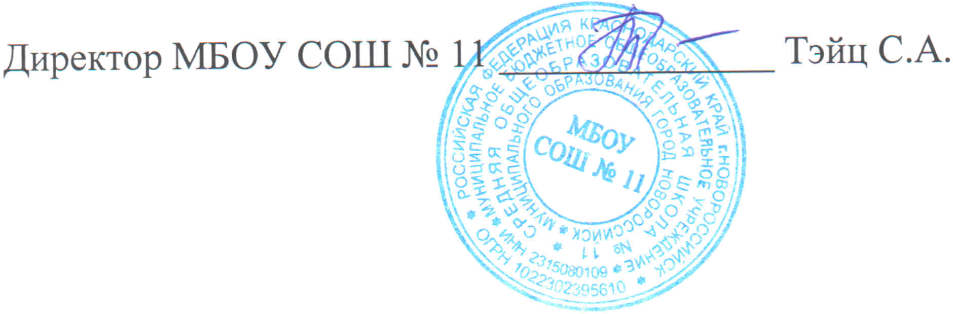 Директор МБОУ СОШ № 11 ______________ Тэйц С.А.
* РОССИЙСКАЯ ФЕДЕРАЦИЯ КРАСНОДАРСКИЙ КРАЙ г.НОВОРОССИЙСК
* ОГРН 1022302395610 *
* МУНИЦИПАЛЬНОЕ БЮДЖЕТНОЕ ОБЩЕОБРАЗОВАТЕЛЬНОЕ УЧРЕЖДЕНИЕ
* ИНН 2315080109 *
СРЕДНЯЯ ОБЩЕОБРАЗОВАТЕЛЬНАЯ ШКОЛА № 11 *
МУНИЦИПАЛЬНОГО ОБРАЗОВАНИЯ ГОРОД НОВОРОССИЙСК *
МБОУ
СОШ № 11